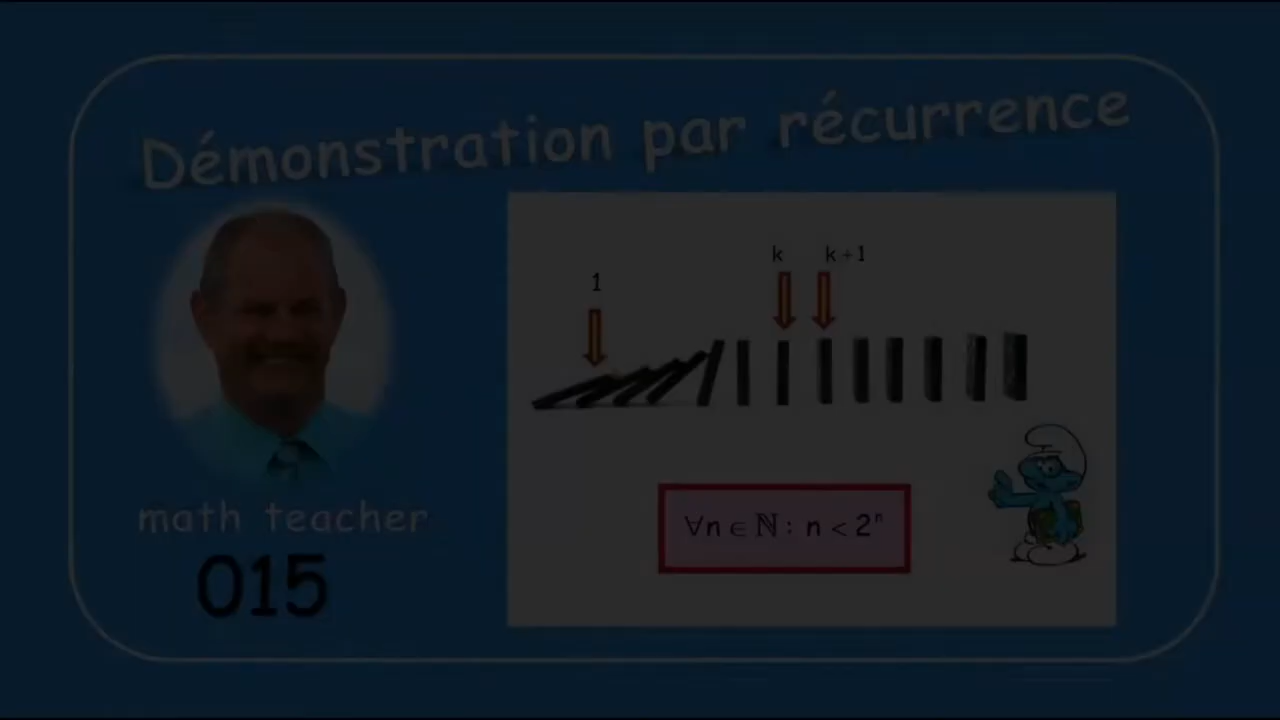 Démonstration par récurrence
k k+1
1
∀n ∈ ℕ : n < 2ⁿ
math teacher
015